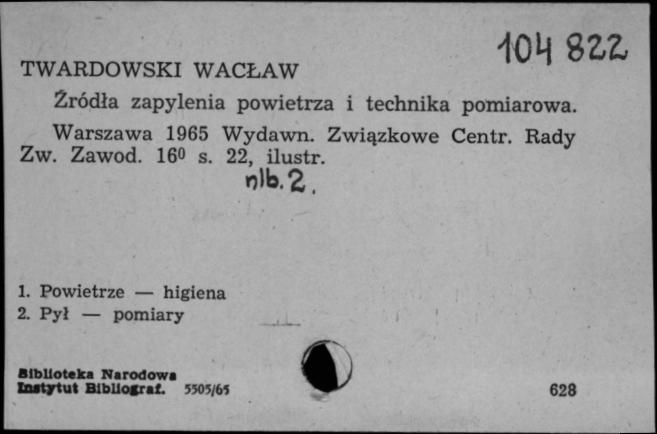 104 822
TWARDOWSKI WACŁAW
Źródła zapylenia powietrza i technika pomiarowa.
Warszawa 1965 Wydawn. Związkowe Centr. Rady
Zw. Zawod. 16⁰ s. 22, ilustr.
nlb. 2.
1. Powietrze — higiena
2. Pył — pomiary
Biblioteka Narodowa
Instytut Bibliograf. 5505/65
628